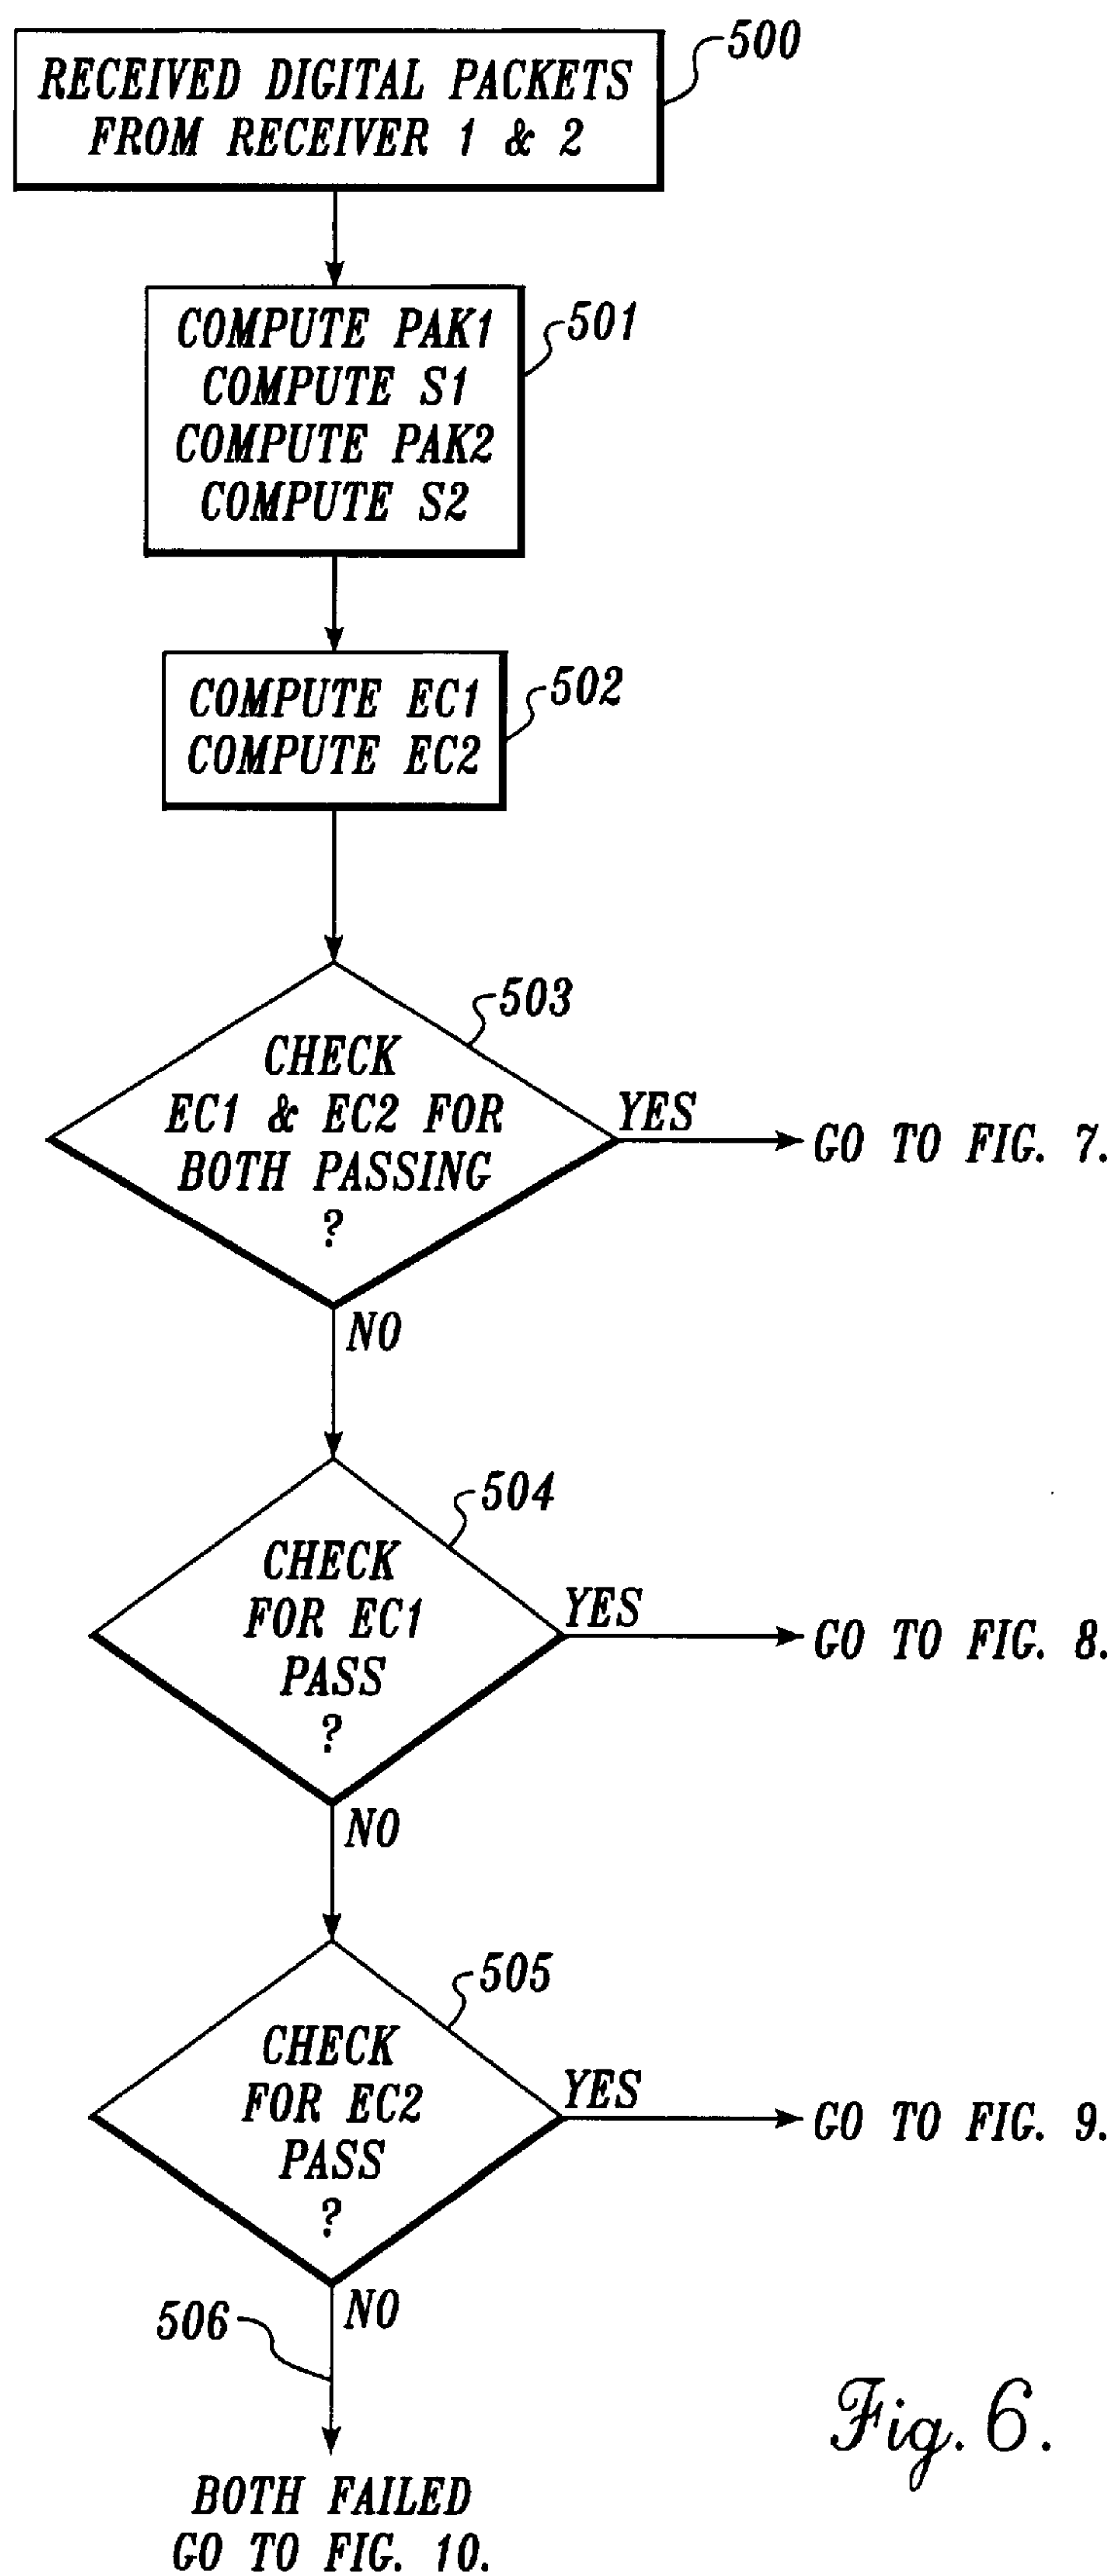 RECEIVED DIGITAL PACKETS
FROM RECEIVER 1 & 2
500
COMPUTE PAK1
COMPUTE S1
COMPUTE PAK2
COMPUTE S2
501
COMPUTE EC1
COMPUTE EC2
502
503
CHECK
EC1 & EC2 FOR
BOTH PASSING
?
YES
GO TO FIG. 7.
NO
504
CHECK
FOR EC1
PASS
?
YES
GO TO FIG. 8.
NO
505
CHECK
FOR EC2
PASS
?
YES
GO TO FIG. 9.
NO
506
BOTH FAILED
GO TO FIG. 10.
Fig. 6.